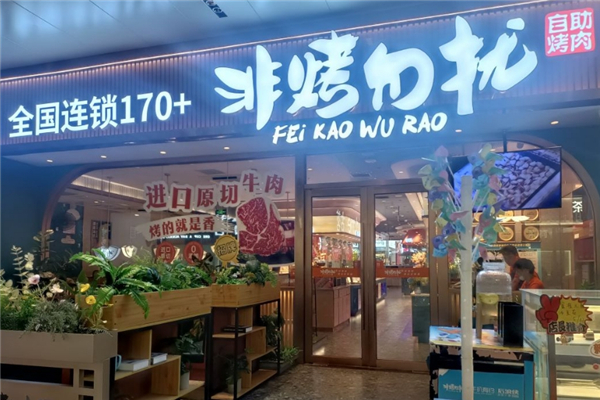 全国连锁170+
非烤勿扰
FEi KAO WU RAO
自助
烤肉
进口原切牛肉
烤的就是香